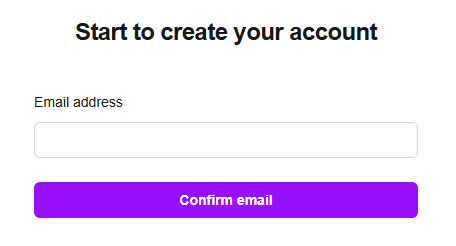 Start to create your account
Email address
Confirm email